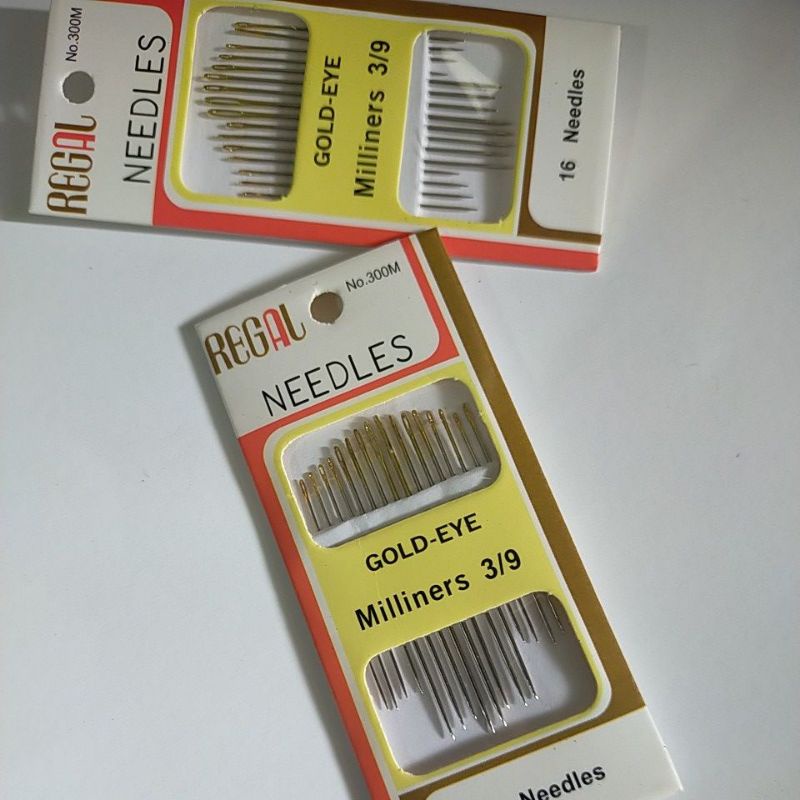 No.300M
REGAL
NEEDLES
GOLD-EYE
Milliners 3/9
16 Needles
No.300M
REGAL
NEEDLES
GOLD-EYE
Milliners 3/9
Needles